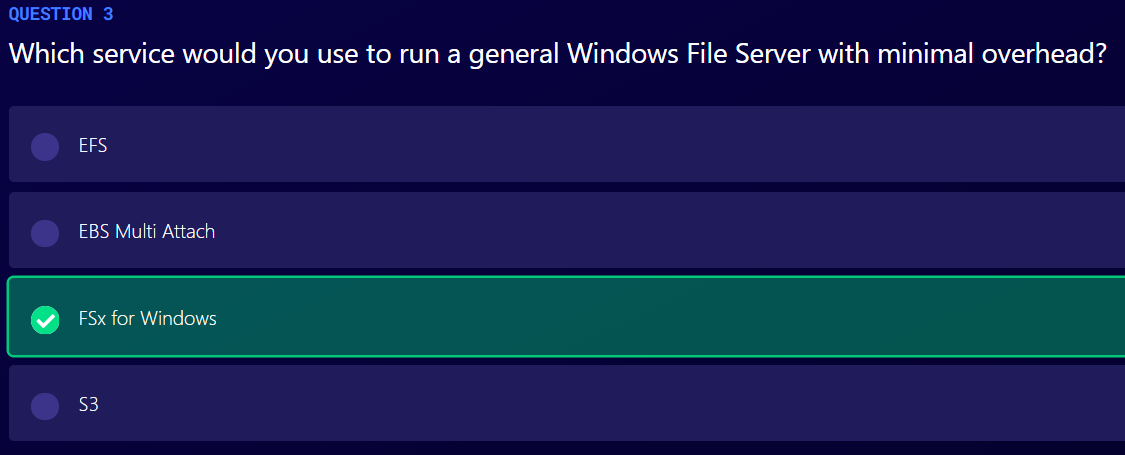 QUESTION 3
Which service would you use to run a general Windows File Server with minimal overhead?
EFS
EBS Multi Attach
FSx for Windows
S3